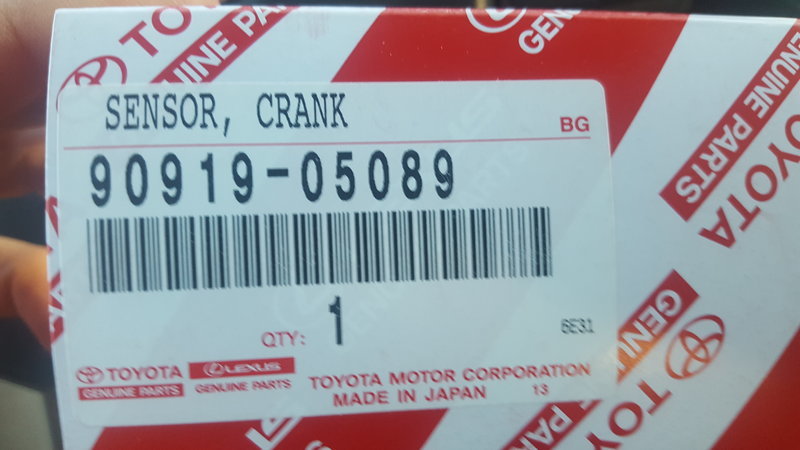 TOYOTA
GENUINE PARTS
GENUINE PARTS
TOYOTA
SENSOR, CRANK
BG
90919-05089
QTY: 1
6E31
TOYOTA LEXUS
GENUINE PARTS GENUINE PARTS
TOYOTA MOTOR CORPORATION
MADE IN JAPAN 13